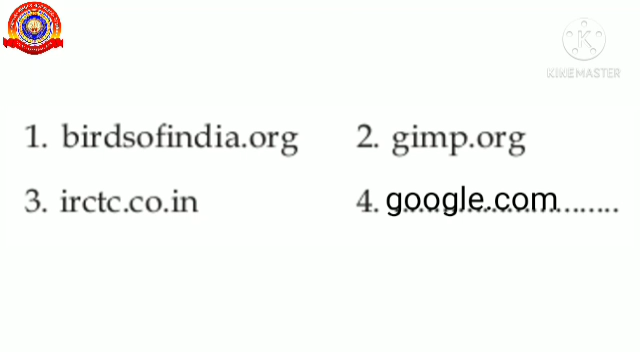 KINEMASTER
1. birdsofindia.org 2. gimp.org
3. irctc.co.in 4. google.com........